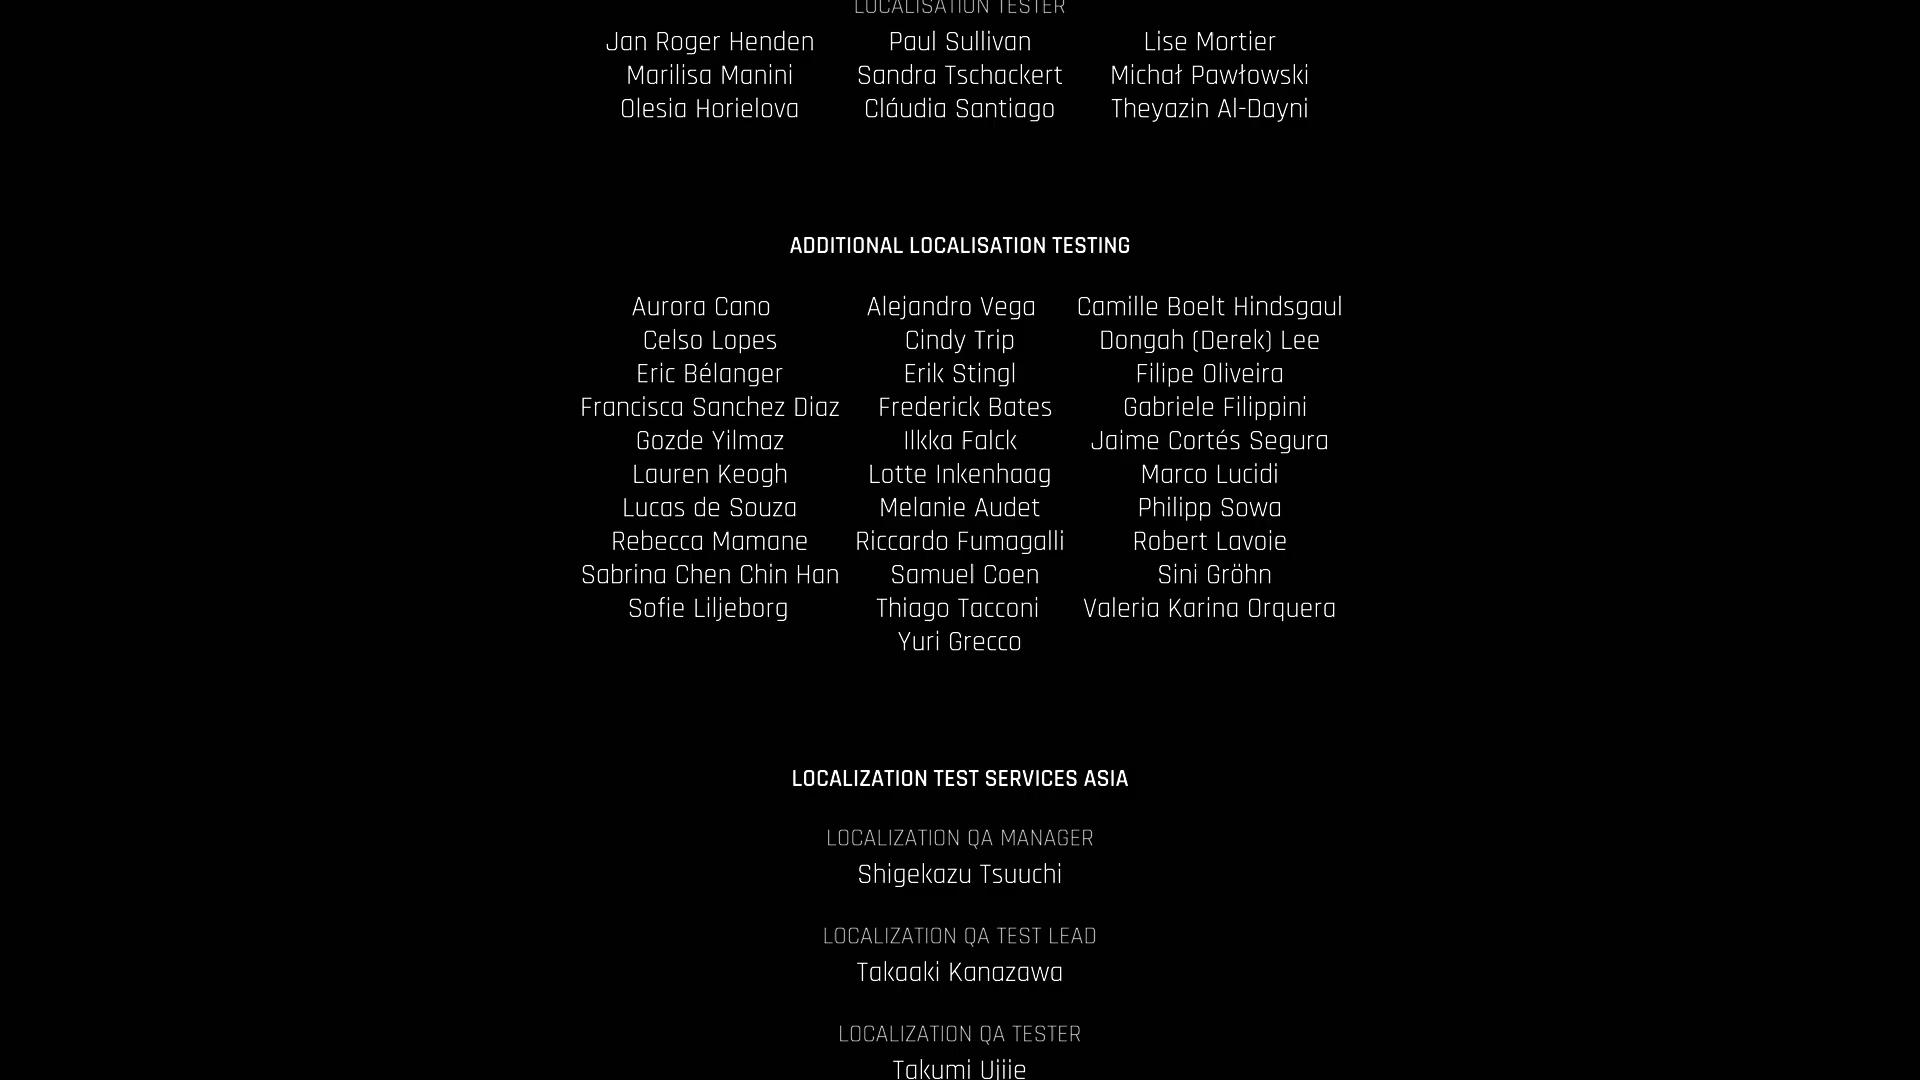 LOCALISATION TESTER
Jan Roger Henden Paul Sullivan Lise Mortier
Marilisa Manini Sandra Tschackert Michał Pawłowski
Olesia Horielova Cláudia Santiago Theyazin Al-Dayni
ADDITIONAL LOCALISATION TESTING
Aurora Cano Alejandro Vega Camille Boelt Hindsgaul
Celso Lopes Cindy Trip Dongah (Derek) Lee
Eric Bélanger Erik Stingl Filipe Oliveira
Francisca Sanchez Diaz Frederick Bates Gabriele Filippini
Gozde Yilmaz Ilkka Falck Jaime Cortés Segura
Lauren Keogh Lotte Inkenhaag Marco Lucidi
Lucas de Souza Melanie Audet Philipp Sowa
Rebecca Mamane Riccardo Fumagalli Robert Lavoie
Sabrina Chen Chin Han Samuel Coen Sini Gröhn
Sofie Liljeborg Thiago Tacconi Valeria Karina Orquera
Yuri Grecco
LOCALIZATION TEST SERVICES ASIA
LOCALIZATION QA MANAGER
Shigekazu Tsuuchi
LOCALIZATION QA TEST LEAD
Takaaki Kanazawa
LOCALIZATION QA TESTER
Takumi Ujiie